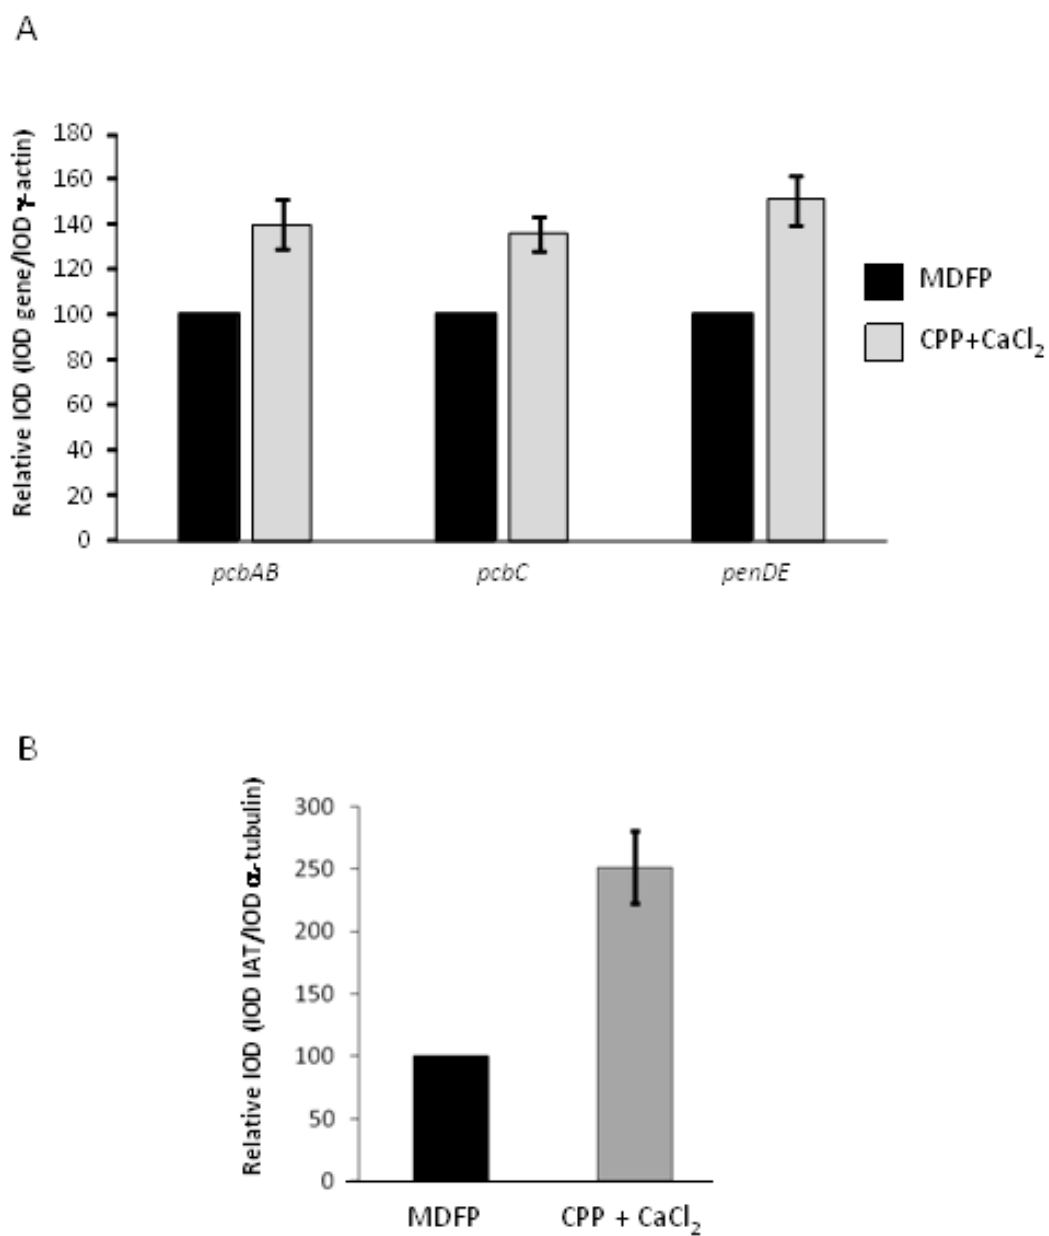 A
Relative IOD (IOD gene/IOD γ-actin)
180
160
140
120
100
80
60
40
20
0
pcbAB pcbC penDE
MDFP
CPP+CaCl₂
B
Relative IOD (IOD IAT/IOD α-tubulin)
300
250
200
150
100
50
0
MDFP CPP + CaCl₂